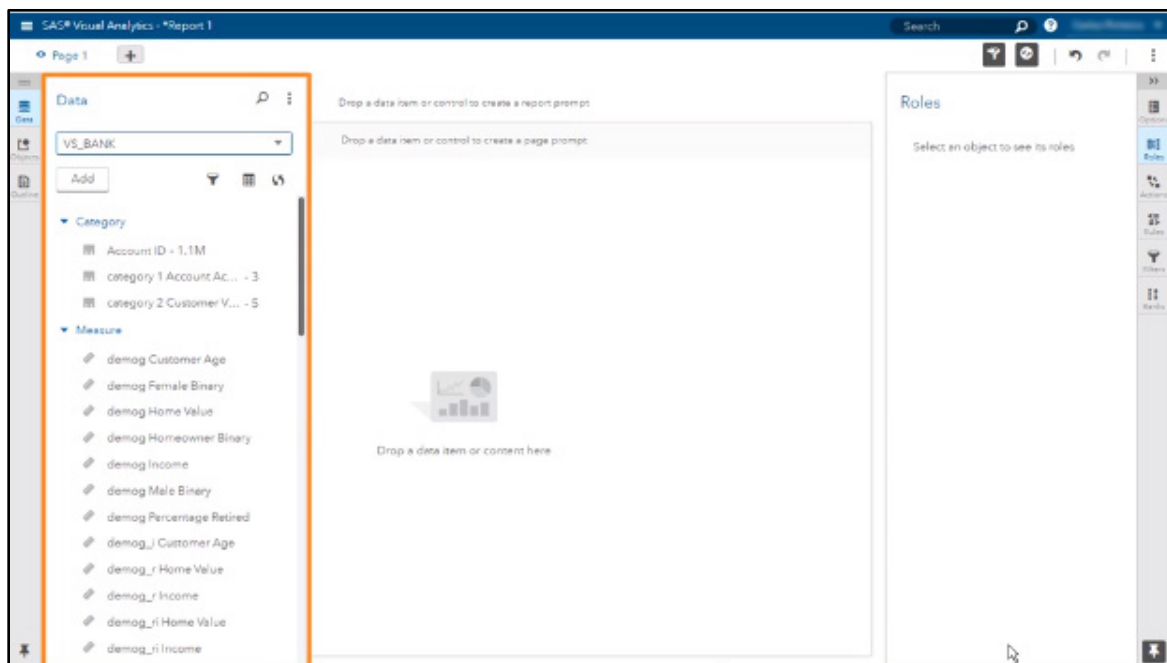 SAS® Visual Analytics - *Report 1
Search
Page 1
Data
Data
Objects
Outline
VS_BANK
Add
Category
Account ID - 1.1M
category 1 Account Ac... - 3
category 2 Customer V... - 5
Measure
demog Customer Age
demog Female Binary
demog Home Value
demog Homeowner Binary
demog Income
demog Male Binary
demog Percentage Retired
demog_i Customer Age
demog_r Home Value
demog_r Income
demog_ri Home Value
demog_ri Income
Drop a data item or control to create a report prompt
Drop a data item or control to create a page prompt
Drop a data item or content here
Roles
Select an object to see its roles
Options
Roles
Actions
Rules
Filters
Ranks